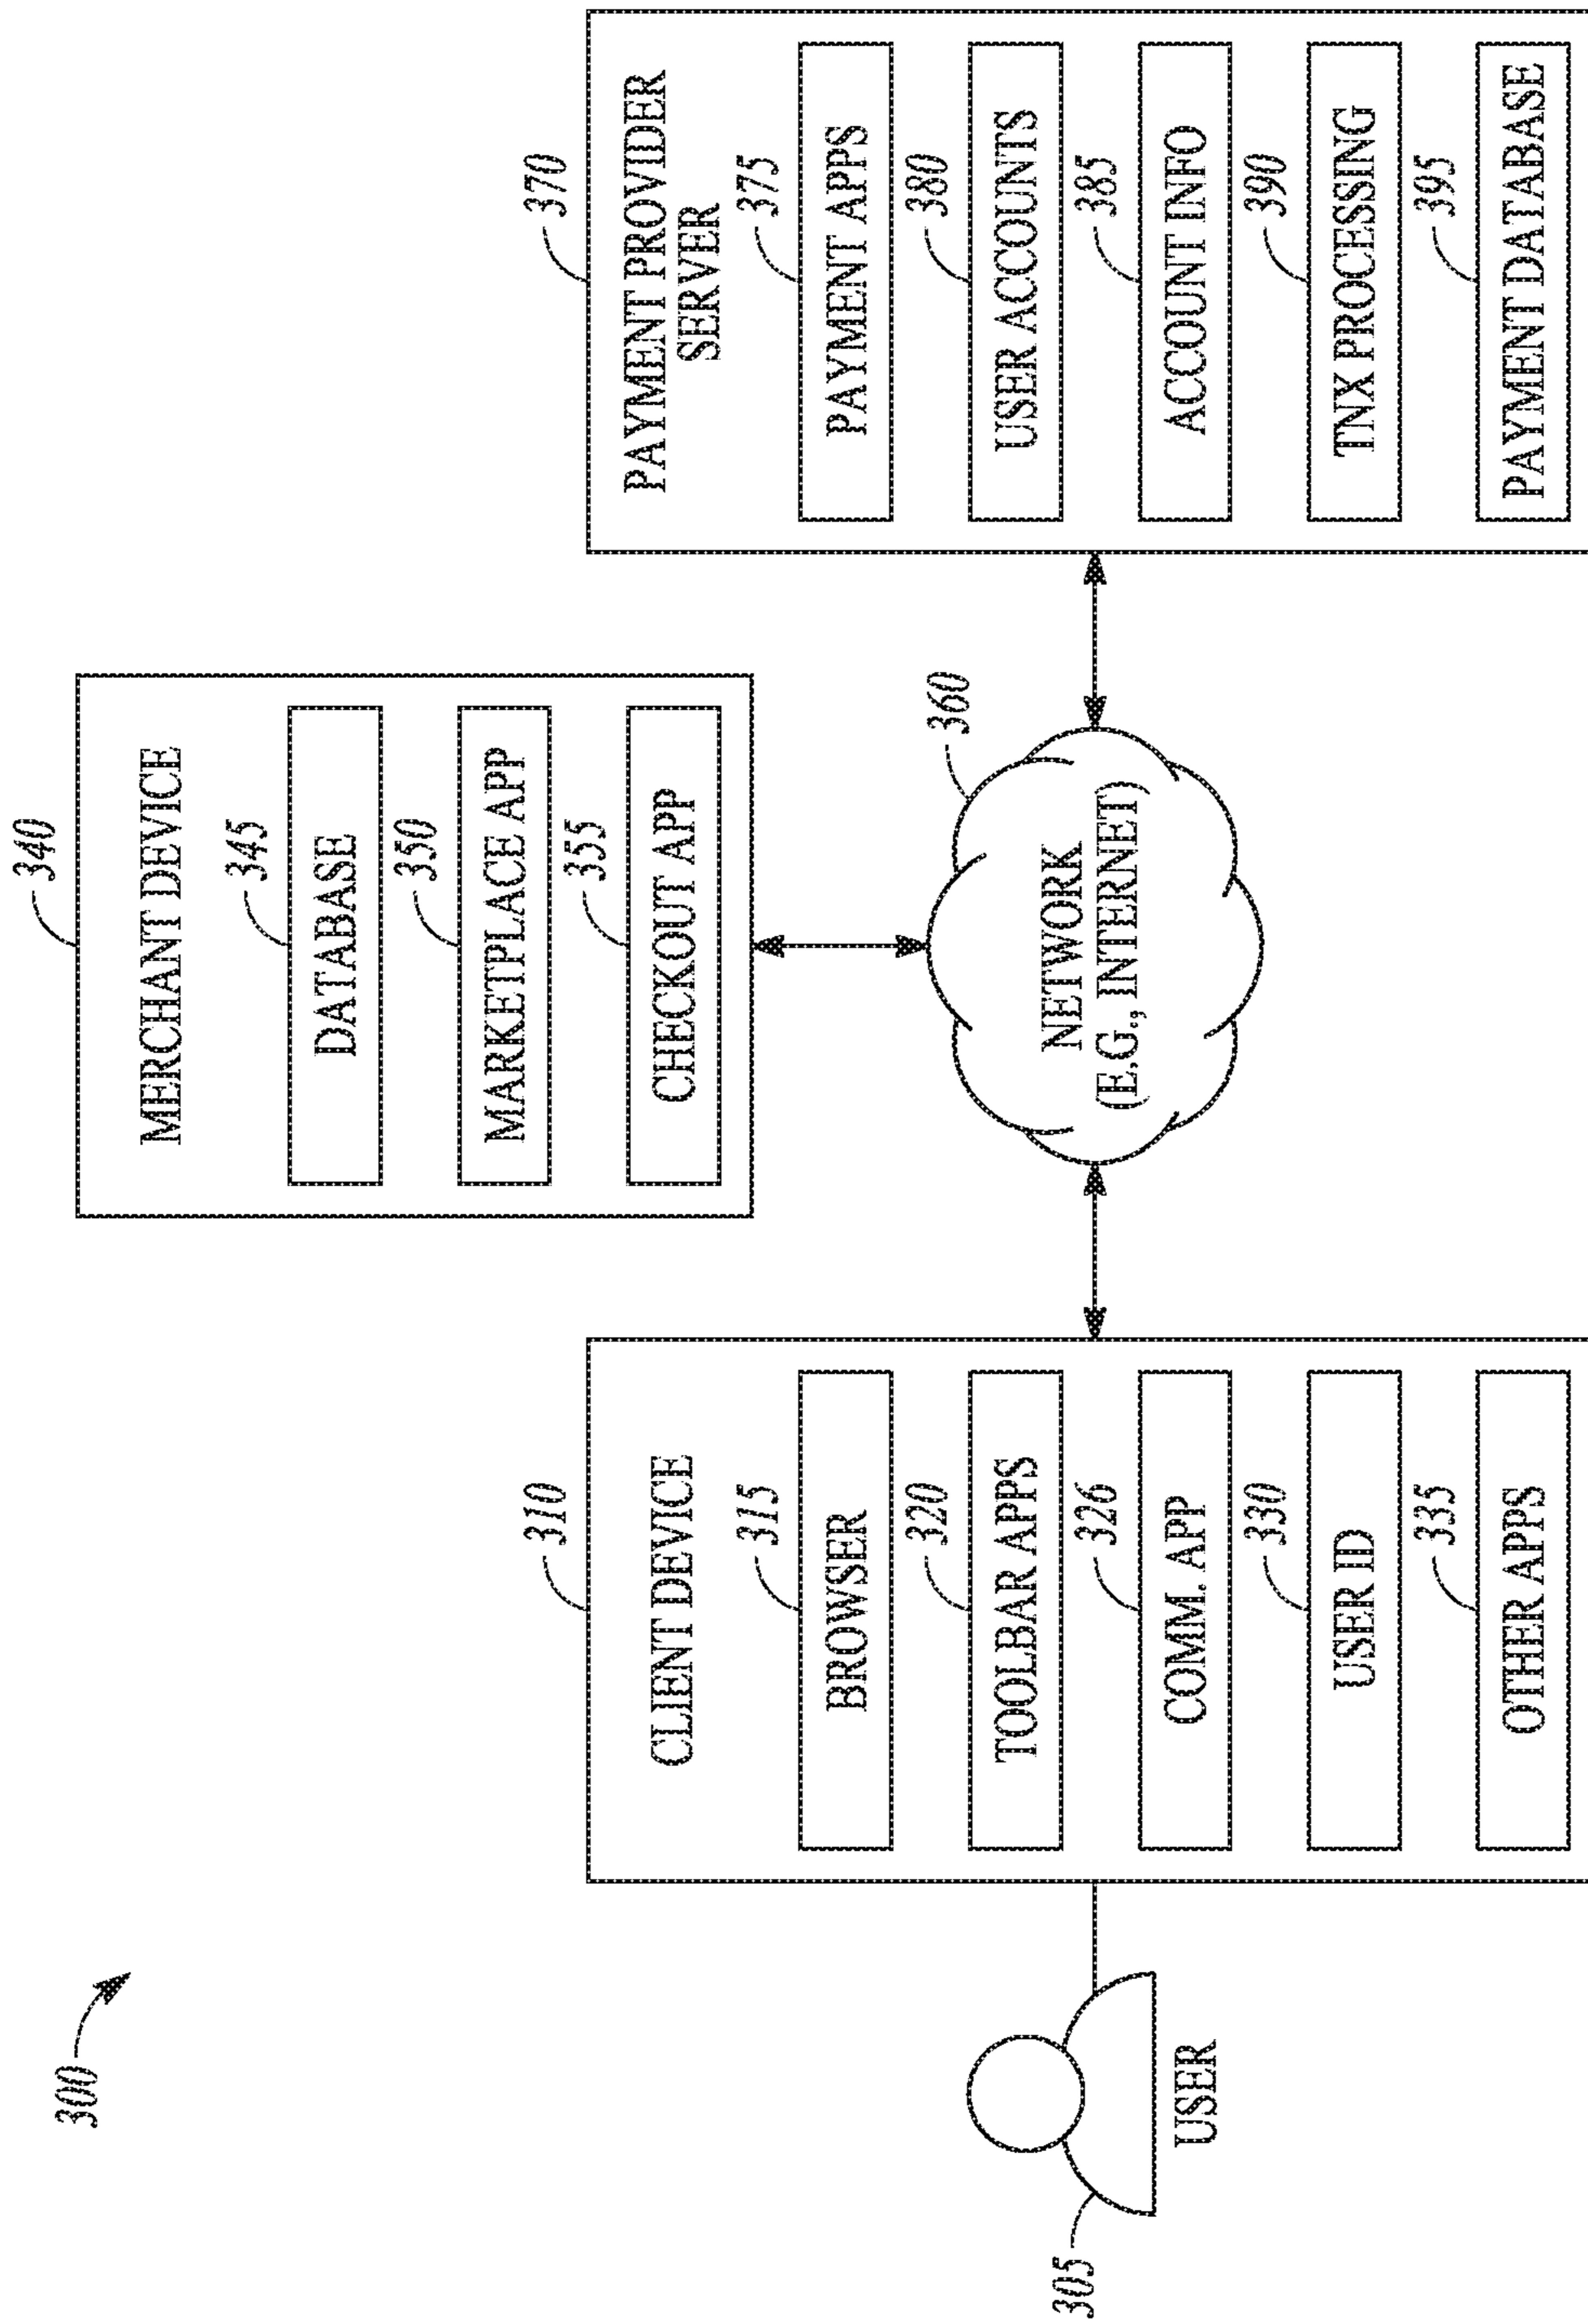 300
340
MERCHANT DEVICE
345
DATABASE
350
MARKETPLACE APP
355
CHECKOUT APP
310
CLIENT DEVICE
315
BROWSER
320
TOOLBAR APPS
326
COMM. APP
330
USER ID
335
OTHER APPS
305
USER
360
NETWORK
(E.G., INTERNET)
370
PAYMENT PROVIDER
SERVER
375
PAYMENT APPS
380
USER ACCOUNTS
385
ACCOUNT INFO
390
TNX PROCESSING
395
PAYMENT DATABASE